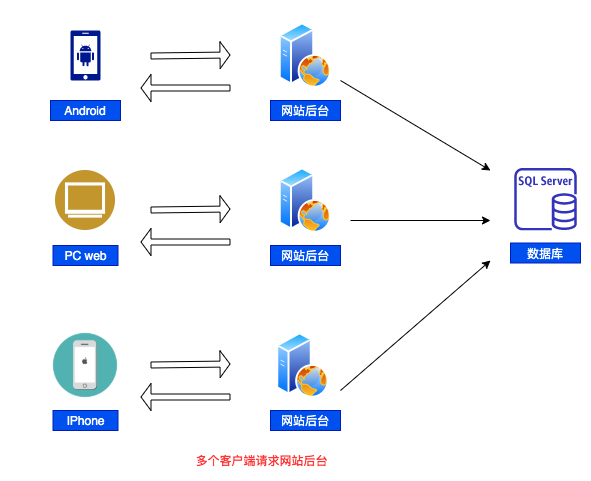 Android
网站后台
SQL Server
PC web
网站后台
数据库
IPhone
网站后台
多个客户端请求网站后台